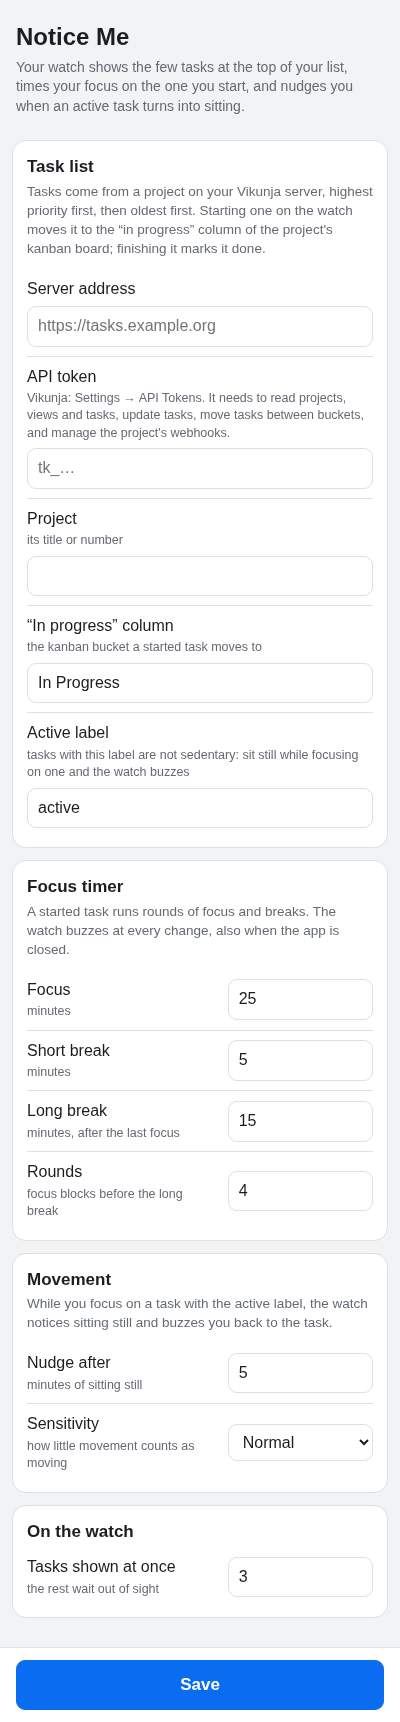 Notice Me
Your watch shows the few tasks at the top of your list,
times your focus on the one you start, and nudges you
when an active task turns into sitting.
Task list
Tasks come from a project on your Vikunja server, highest
priority first, then oldest first. Starting one on the watch
moves it to the “in progress” column of the project's
kanban board; finishing it marks it done.
Server address
https://tasks.example.org
API token
Vikunja: Settings → API Tokens. It needs to read projects,
views and tasks, update tasks, move tasks between buckets,
and manage the project's webhooks.
tk_…
Project
its title or number
“In progress” column
the kanban bucket a started task moves to
In Progress
Active label
tasks with this label are not sedentary: sit still while focusing
on one and the watch buzzes
active
Focus timer
A started task runs rounds of focus and breaks. The
watch buzzes at every change, also when the app is
closed.
Focus
minutes
25
Short break
minutes
5
Long break
minutes, after the last focus
15
Rounds
focus blocks before the long
break
4
Movement
While you focus on a task with the active label, the watch
notices sitting still and buzzes you back to the task.
Nudge after
minutes of sitting still
5
Sensitivity
how little movement counts as
moving
Normal
On the watch
Tasks shown at once
the rest wait out of sight
3
Save